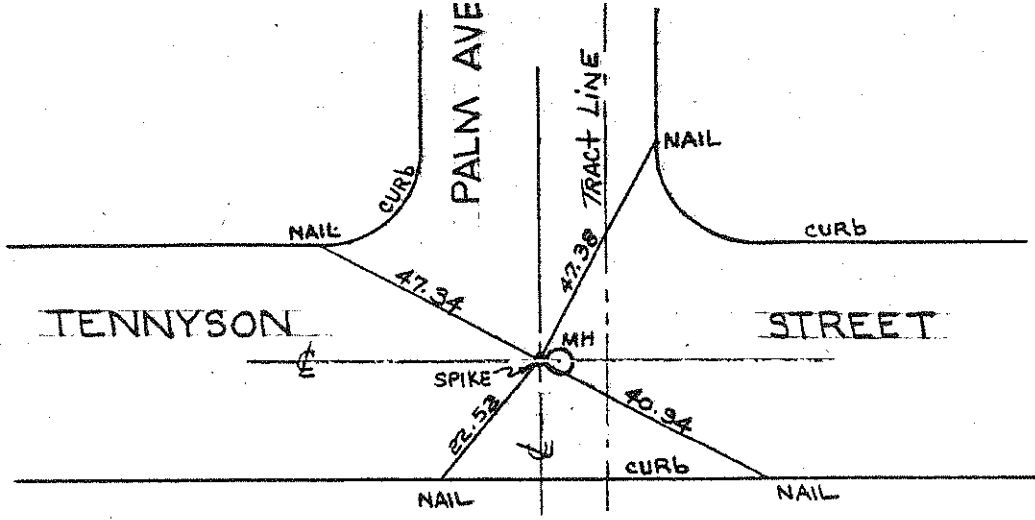 PALM AVE
TRACT LINE
NAIL
CURb
NAIL
CURb
47.34
47.38
TENNYSON STREET
℄
MH
SPIKE
22.52
40.94
℄
CURb
NAIL
NAIL